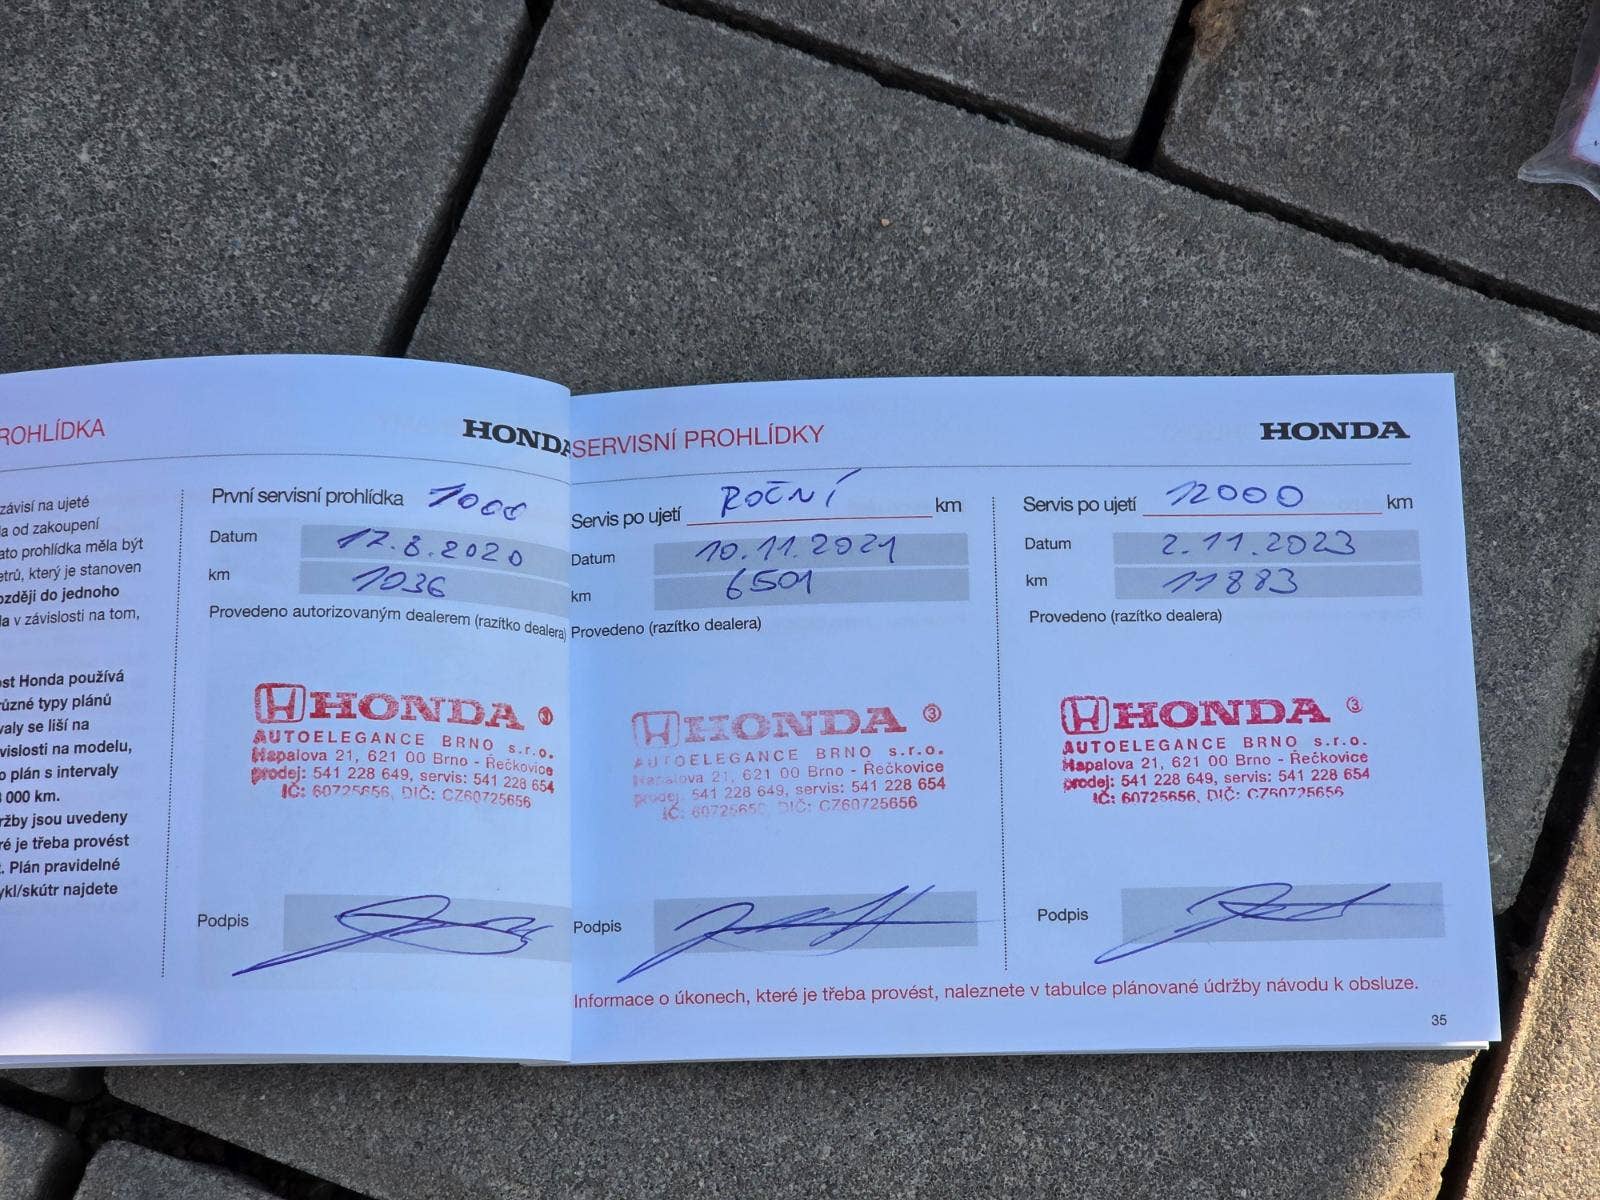 ROHLÍDKA
HONDA
závisí na ujeté
la od zakoupení
ato prohlídka měla být
etrů, který je stanoven
ozději do jednoho
la v závislosti na tom,
ost Honda používá
různé typy plánů
valy se liší na
vislosti na modelu,
o plán s intervaly
000 km.
ržby jsou uvedeny
ré je třeba provést
. Plán pravidelné
ykl/skútr najdete
První servisní prohlídka 1000
Datum 17.8.2020
km 1036
Provedeno autorizovaným dealerem (razítko dealera)
HONDA
AUTOELEGANCE BRNO s.r.o.
Hapalova 21, 621 00 Brno - Řečkovice
prodej: 541 228 649, servis: 541 228 654
IČ: 60725656, DIČ: CZ60725656
Podpis
SERVISNÍ PROHLÍDKY
HONDA
Servis po ujetí ROČNÍ km
Datum 10.11.2021
km 6501
Provedeno (razítko dealera)
HONDA 3
AUTOELEGANCE BRNO s.r.o.
Hapalova 21, 621 00 Brno - Řečkovice
prodej: 541 228 649, servis: 541 228 654
IČ: 60725656, DIČ: CZ60725656
Podpis
Servis po ujetí 12000 km
Datum 2.11.2023
km 11883
Provedeno (razítko dealera)
HONDA 3
AUTOELEGANCE BRNO s.r.o.
Hapalova 21, 621 00 Brno - Řečkovice
prodej: 541 228 649, servis: 541 228 654
IČ: 60725656, DIČ: CZ60725656
Podpis
Informace o úkonech, které je třeba provést, naleznete v tabulce plánované údržby návodu k obsluze.
35